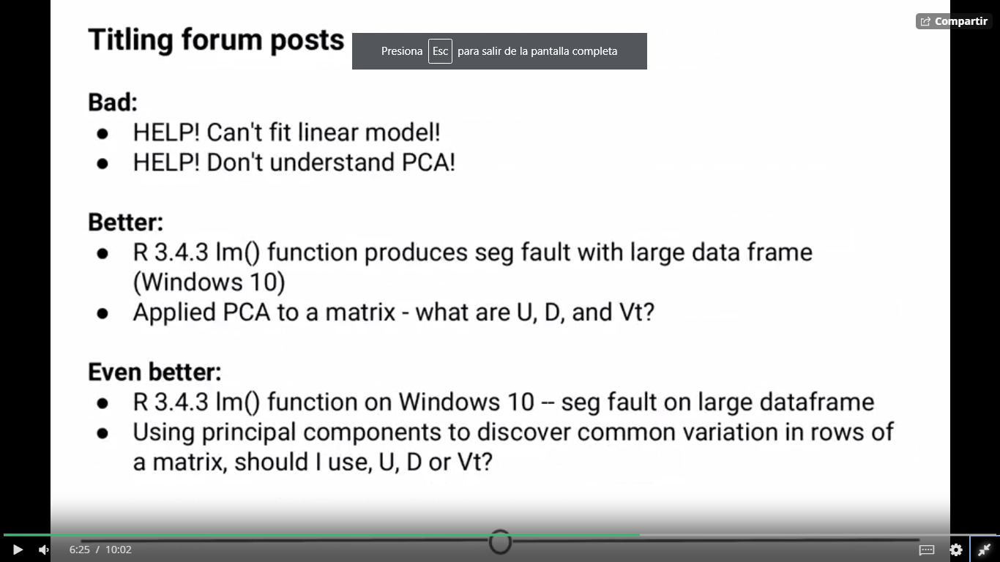 Compartir
Titling forum posts
Presiona Esc para salir de la pantalla completa
Bad:
● HELP! Can't fit linear model!
● HELP! Don't understand PCA!
Better:
● R 3.4.3 lm() function produces seg fault with large data frame
(Windows 10)
● Applied PCA to a matrix - what are U, D, and Vt?
Even better:
● R 3.4.3 lm() function on Windows 10 -- seg fault on large dataframe
● Using principal components to discover common variation in rows of
a matrix, should I use, U, D or Vt?
6:25 / 10:02